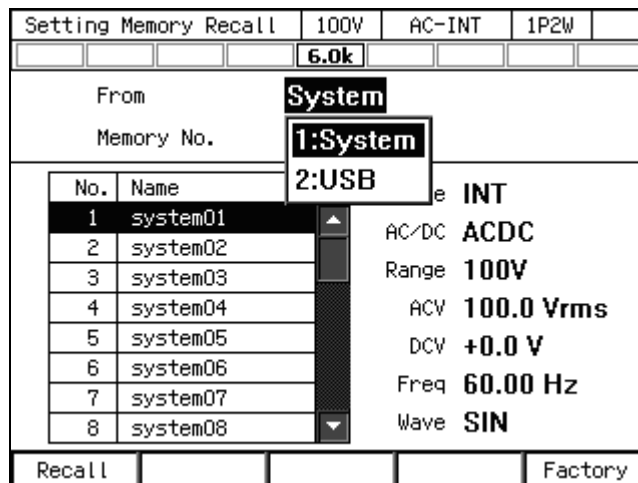 Setting Memory Recall 100V AC-INT 1P2W
6.0k
From System
Memory No.
1:System
2:USB
No. Name
e INT
1 system01
AC/DC ACDC
2 system02
3 system03
Range 100V
4 system04
ACV 100.0 Vrms
5 system05
DCV +0.0 V
6 system06
Freq 60.00 Hz
7 system07
8 system08
Wave SIN
Recall Factory